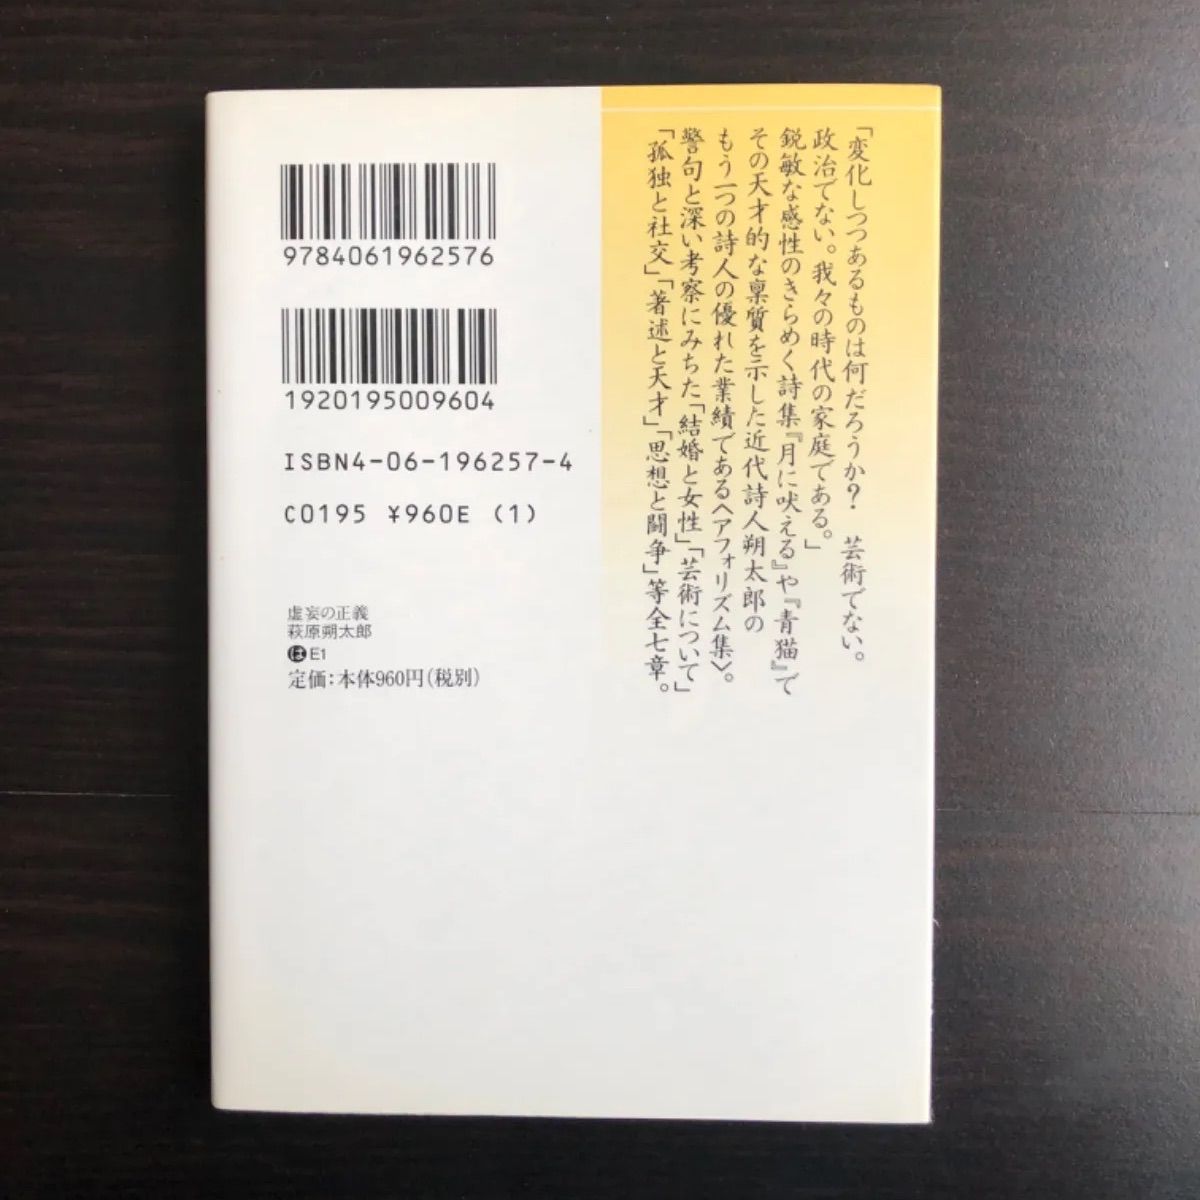 「変化しつつあるものは何だろうか？　芸術でない。
政治でない。我々の時代の家庭である。」
鋭敏な感性のきらめく詩集『月に吠える』や『青猫』で
その天才的な稟質を示した近代詩人朔太郎の
もう一つの詩人の優れた業績である〈アフォリズム集〉。
警句と深い考察にみちた「結婚と女性」「芸術について」
「孤独と社交」「著述と天才」「思想と闘争」等全七章。
9784061962576
1920195009604
ISBN4-06-196257-4
C0195 ¥960E (1)
虚妄の正義
萩原朔太郎
は E1
定価：本体960円（税別）